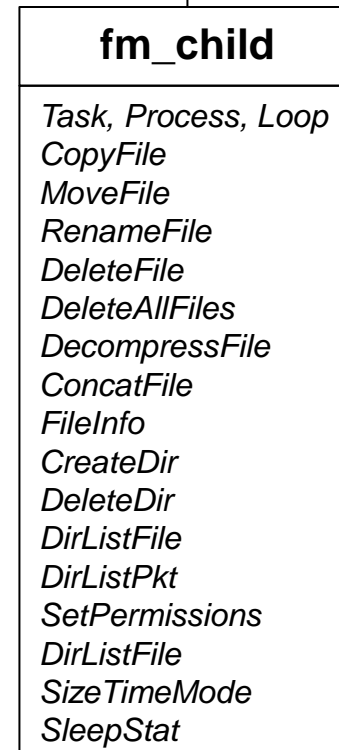 fm_child
Task, Process, Loop
CopyFile
MoveFile
RenameFile
DeleteFile
DeleteAllFiles
DecompressFile
ConcatFile
FileInfo
CreateDir
DeleteDir
DirListFile
DirListPkt
SetPermissions
DirListFile
SizeTimeMode
SleepStat